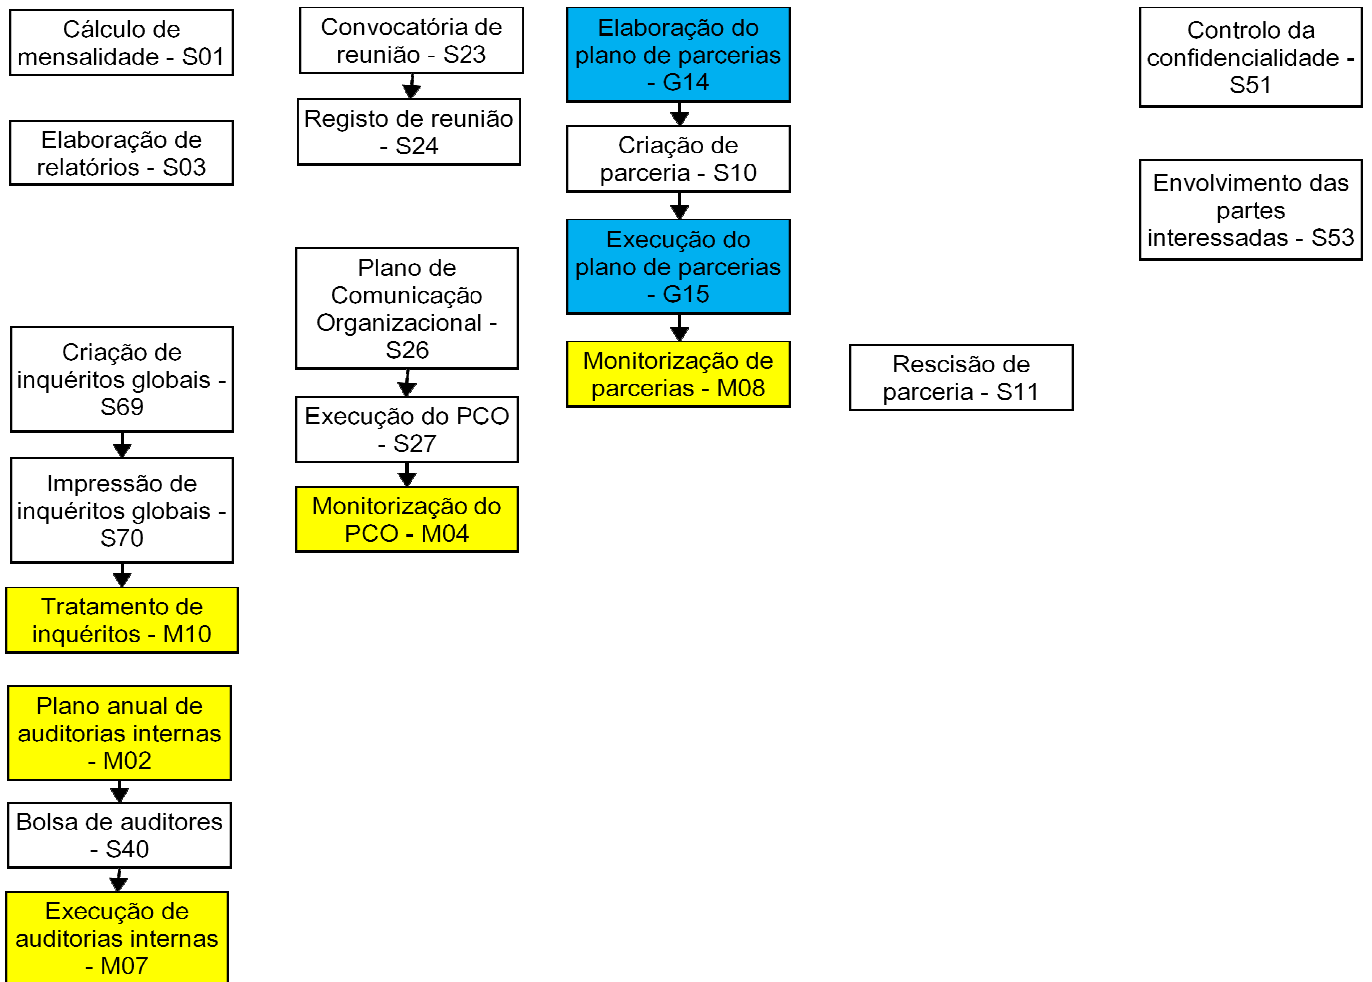 Cálculo de
mensalidade - S01
Elaboração de
relatórios - S03
Criação de
inquéritos globais -
S69
Impressão de
inquéritos globais -
S70
Tratamento de
inquéritos - M10
Plano anual de
auditorias internas
- M02
Bolsa de auditores
- S40
Execução de
auditorias internas
- M07
Convocatória de
reunião - S23
Registo de reunião
- S24
Plano de
Comunicação
Organizacional -
S26
Execução do PCO
- S27
Monitorização do
PCO - M04
Elaboração do
plano de parcerias
- G14
Criação de
parceria - S10
Execução do
plano de parcerias
- G15
Monitorização de
parcerias - M08
Rescisão de
parceria - S11
Controlo da
confidencialidade -
S51
Envolvimento das
partes
interessadas - S53